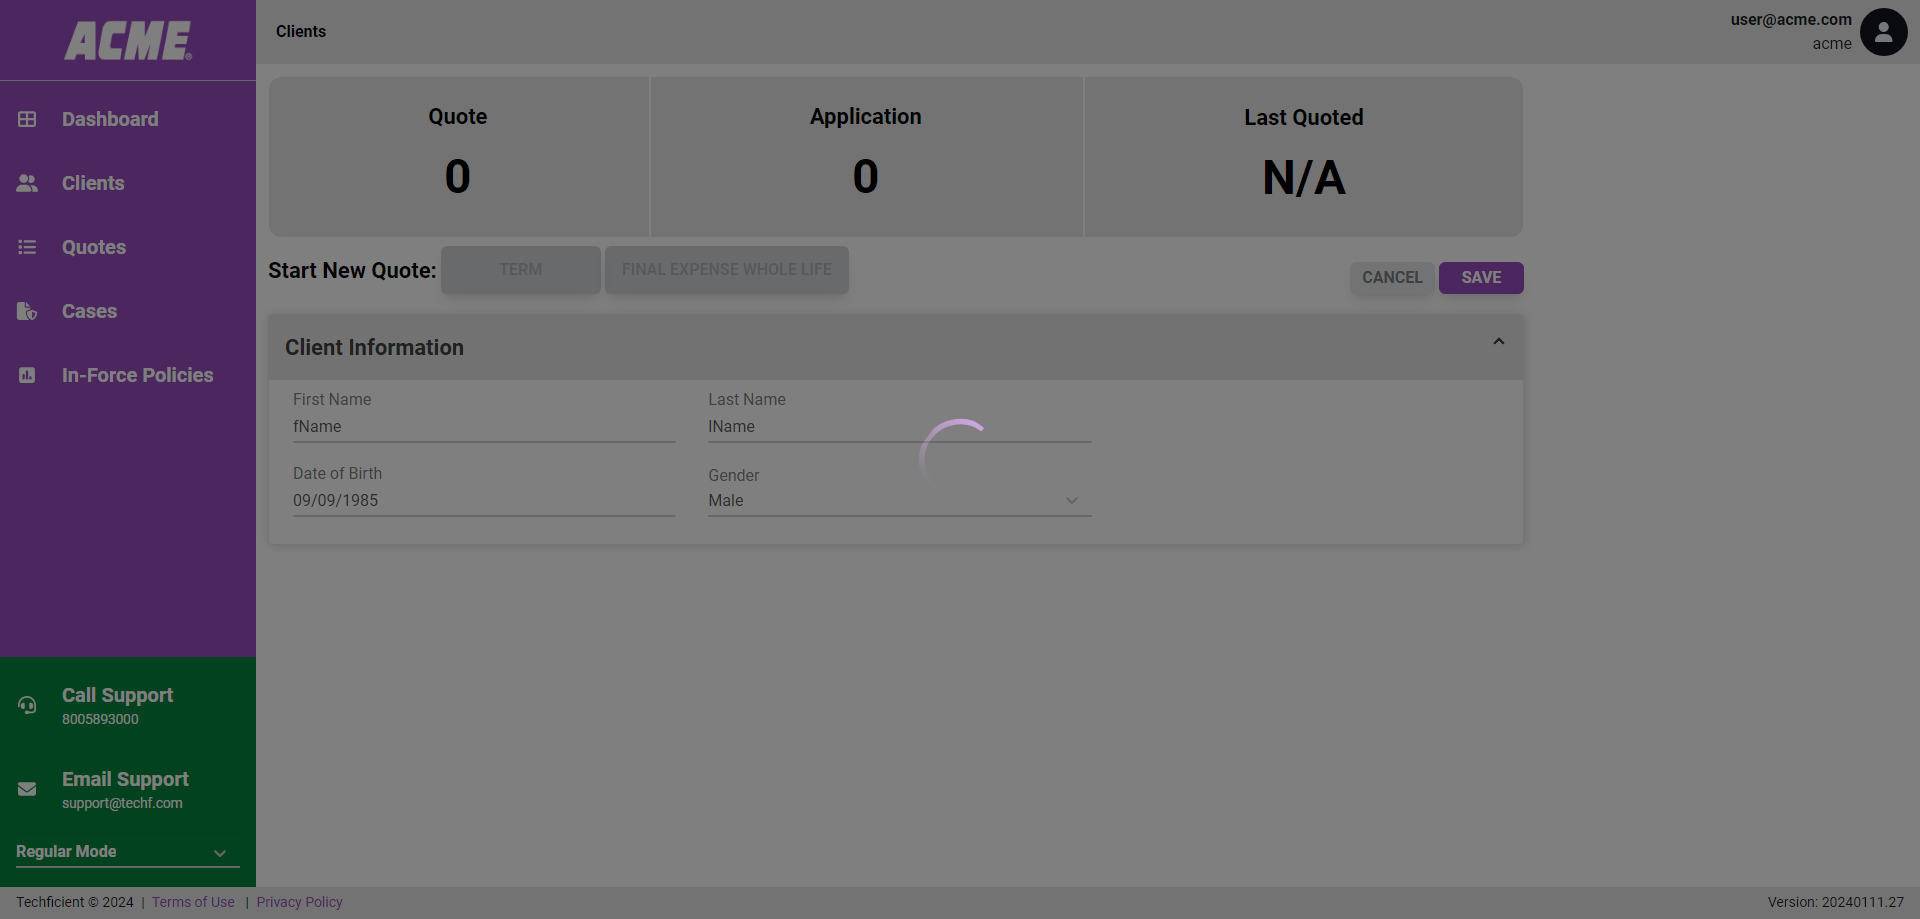 ACME®
Clients
user@acme.com
acme
Dashboard
Clients
Quotes
Cases
In-Force Policies
Quote
0
Application
0
Last Quoted
N/A
Start New Quote:
TERM
FINAL EXPENSE WHOLE LIFE
CANCEL
SAVE
Client Information
First Name
fName
Last Name
lName
Date of Birth
09/09/1985
Gender
Male
Call Support
8005893000
Email Support
support@techf.com
Regular Mode
Techficient © 2024 | Terms of Use | Privacy Policy
Version: 20240111.27